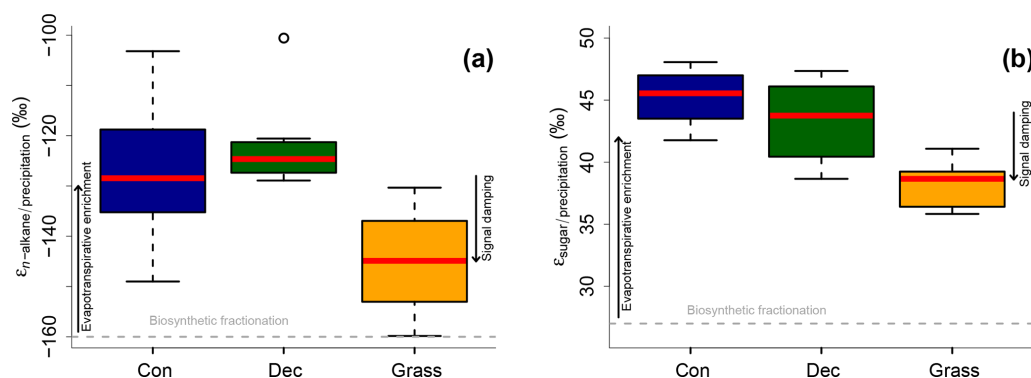 (a)
ε n−alkane/precipitation (‰)
−100
−120
−140
−160
Evapotranspirative enrichment
Signal damping
Biosynthetic fractionation
Con Dec Grass
(b)
εsugar/precipitation (‰)
50
45
40
35
30
Evapotranspirative enrichment
Signal damping
Biosynthetic fractionation
Con Dec Grass